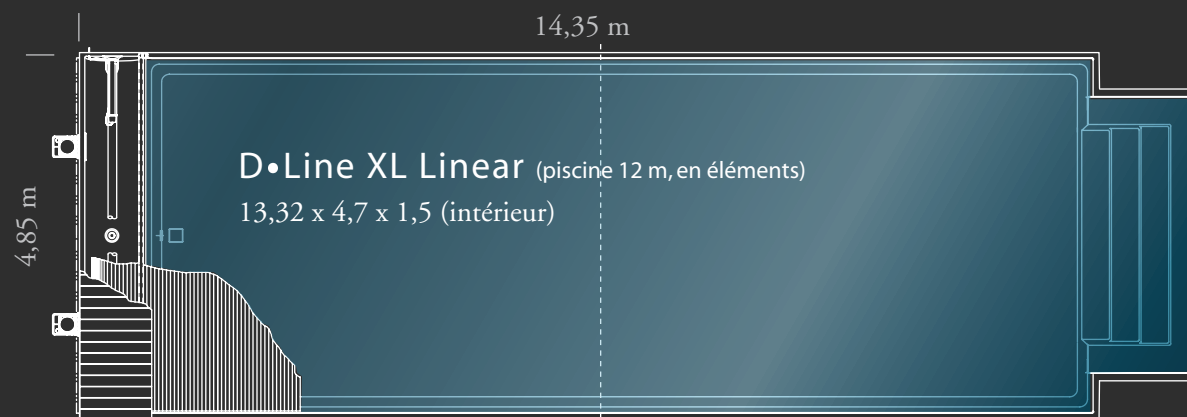 14,35 m
D•Line XL Linear (piscine 12 m, en éléments)
13,32 x 4,7 x 1,5 (intérieur)
4,85 m